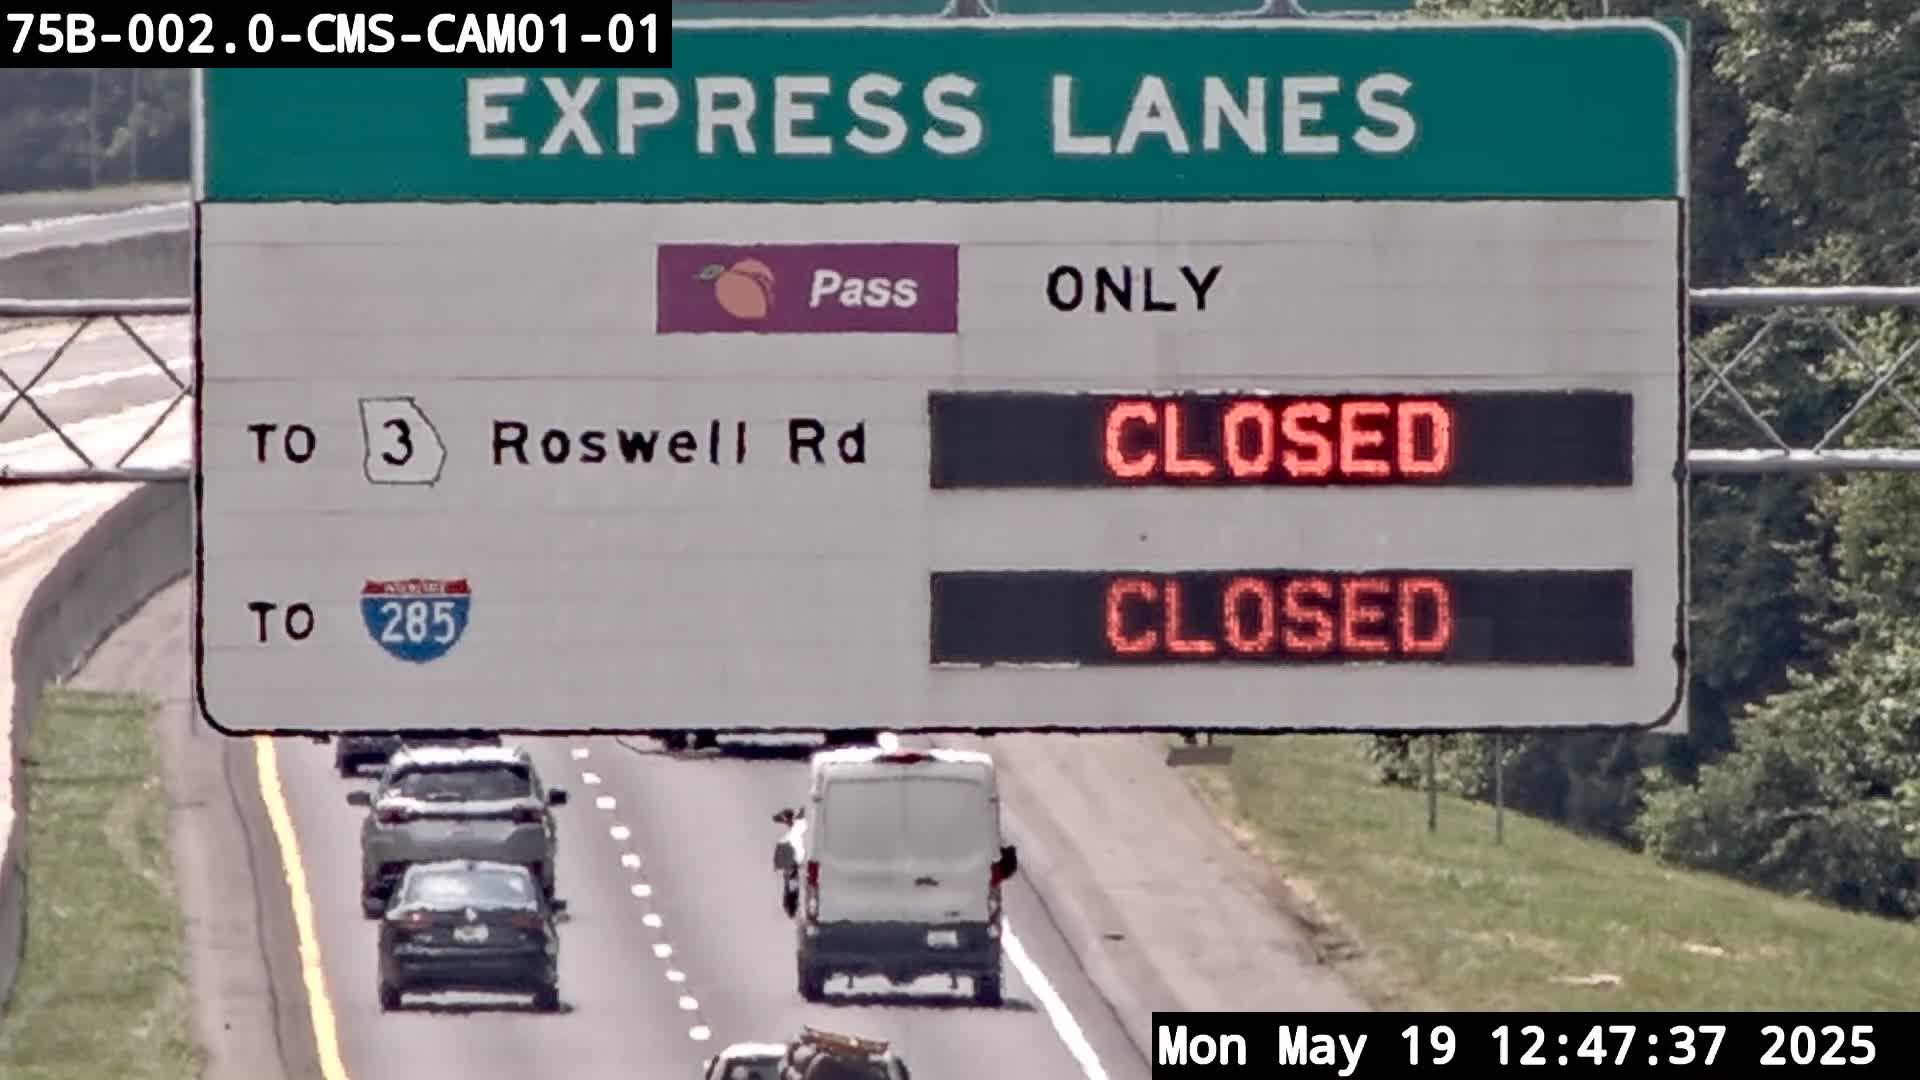 75B-002.0-CMS-CAM01-01
EXPRESS LANES
Pass ONLY
TO 3 Roswell Rd CLOSED
INTERSTATE
TO 285 CLOSED
Mon May 19 12:47:37 2025